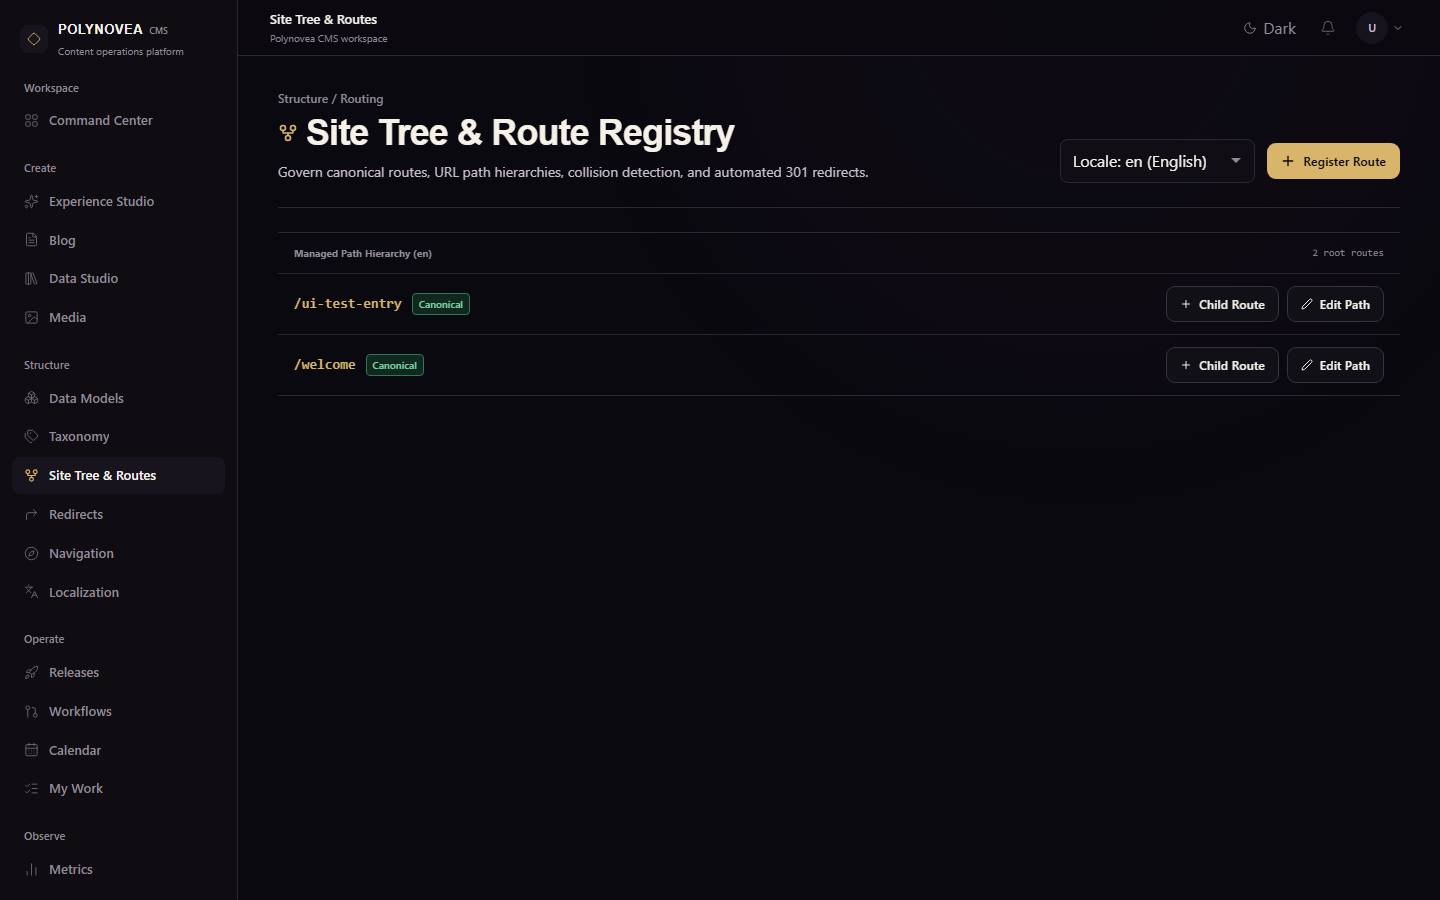 POLYNOVEA CMS
Content operations platform
Workspace
Command Center
Create
Experience Studio
Blog
Data Studio
Media
Structure
Data Models
Taxonomy
Site Tree & Routes
Redirects
Navigation
Localization
Operate
Releases
Workflows
Calendar
My Work
Observe
Metrics
Site Tree & Routes
Polynovea CMS workspace
Dark
U
Structure / Routing
Site Tree & Route Registry
Govern canonical routes, URL path hierarchies, collision detection, and automated 301 redirects.
Locale: en (English)
Register Route
Managed Path Hierarchy (en)
2 root routes
/ui-test-entry Canonical
Child Route
Edit Path
/welcome Canonical
Child Route
Edit Path